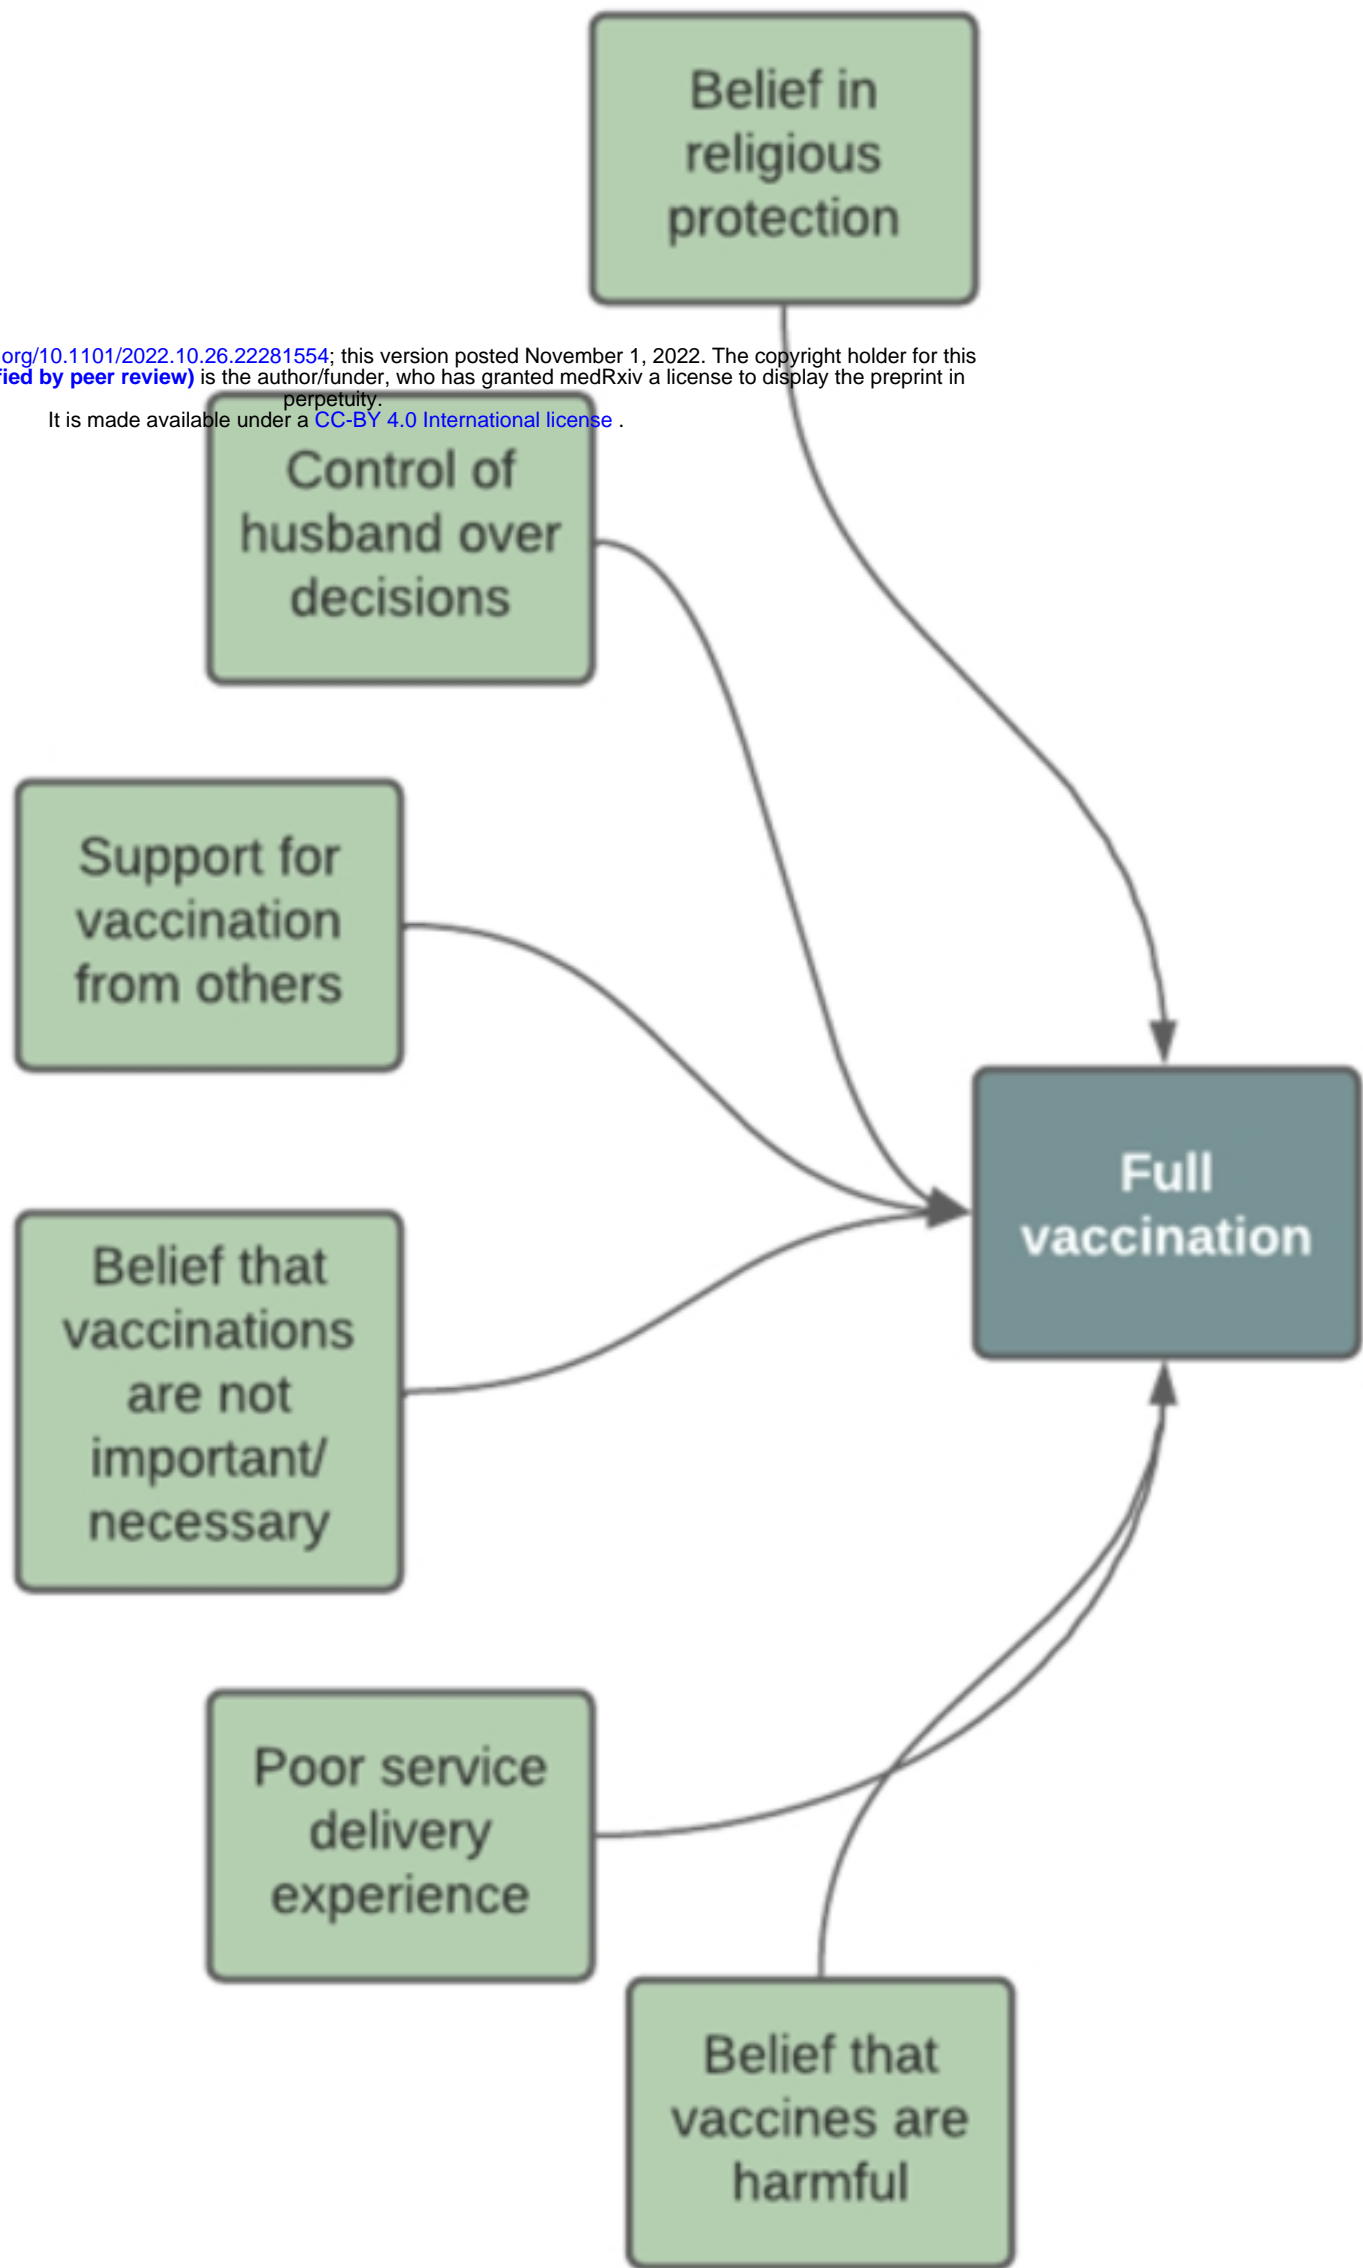 Belief in
religious
protection
org/10.1101/2022.10.26.22281554; this version posted November 1, 2022. The copyright holder for this
fied by peer review) is the author/funder, who has granted medRxiv a license to display the preprint in
perpetuity.
It is made available under a CC-BY 4.0 International license .
Control of
husband over
decisions
Support for
vaccination
from others
Full
vaccination
Belief that
vaccinations
are not
important/
necessary
Poor service
delivery
experience
Belief that
vaccines are
harmful